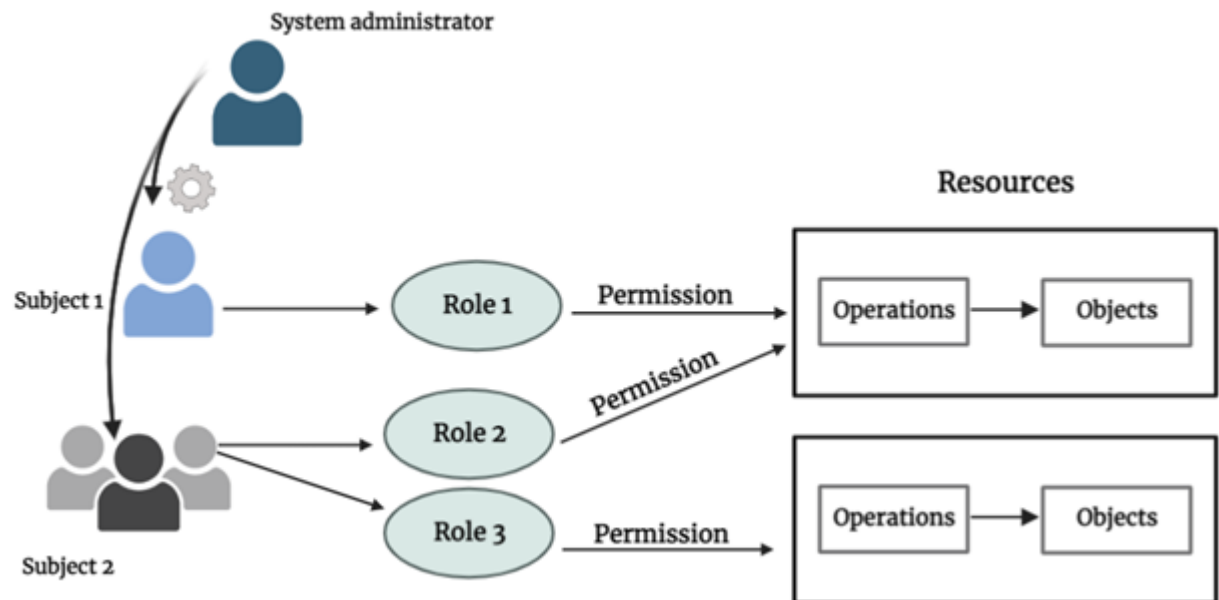 System administrator
Resources
Subject 1
Role 1
Permission
Operations
Objects
Role 2
Permission
Role 3
Permission
Operations
Objects
Subject 2